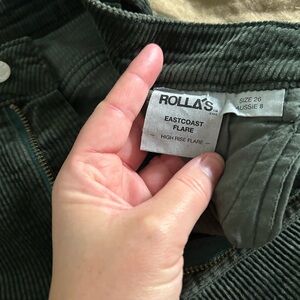 ROLLA'S
EASTCOAST
FLARE
HIGH RISE FLARE
SIZE 26
AUSSIE 8